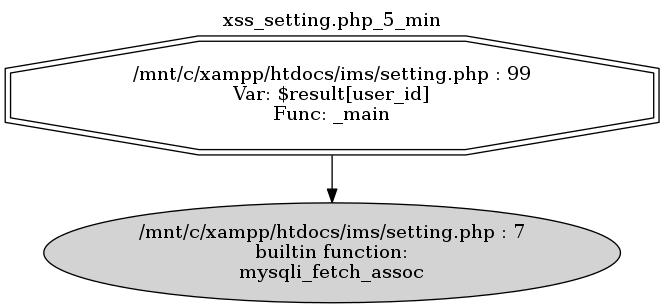 xss_setting.php_5_min
/mnt/c/xampp/htdocs/ims/setting.php : 99
Var: $result[user_id]
Func: _main
/mnt/c/xampp/htdocs/ims/setting.php : 7
builtin function:
mysqli_fetch_assoc